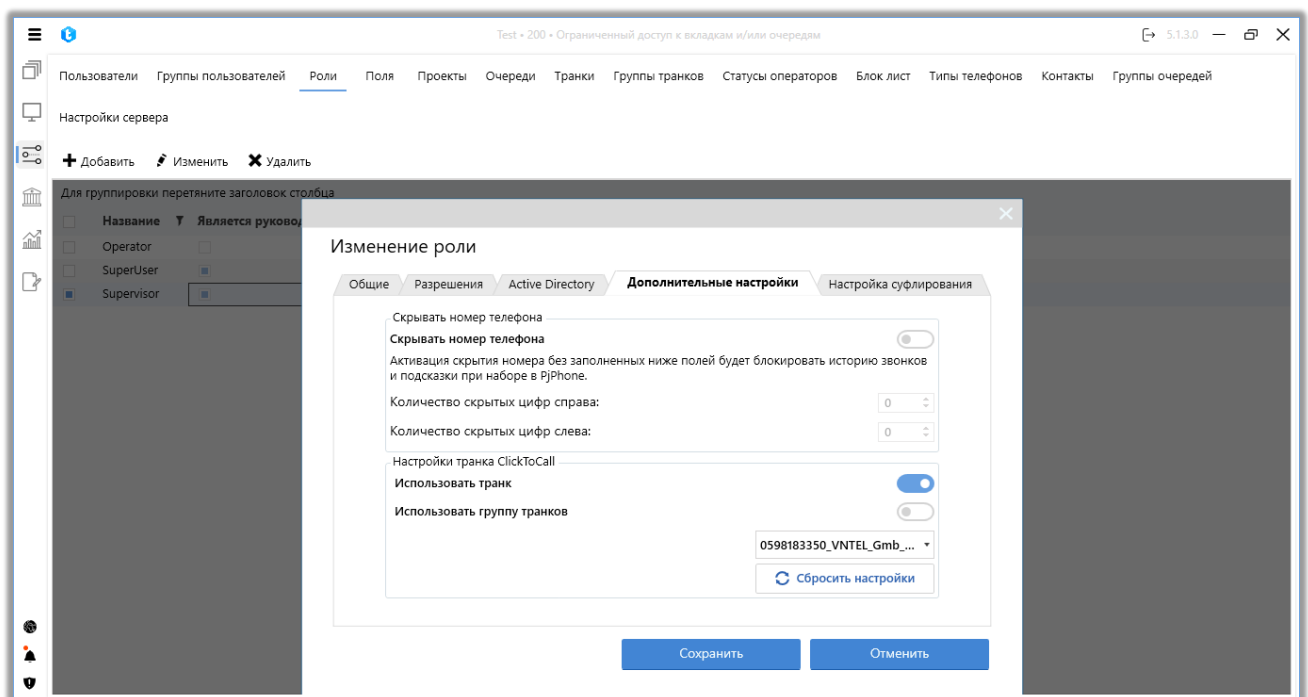 Test • 200 • Ограниченный доступ к вкладкам и/или очередям
5.1.3.0
Пользователи Группы пользователей Роли Поля Проекты Очереди Транки Группы транков Статусы операторов Блок лист Типы телефонов Контакты Группы очередей
Настройки сервера
Добавить Изменить Удалить
Для группировки перетяните заголовок столбца
Название Является руковод
Operator
SuperUser
Supervisor
Изменение роли
Общие Разрешения Active Directory Дополнительные настройки Настройка суфлирования
Скрывать номер телефона
Скрывать номер телефона
Активация скрытия номера без заполненных ниже полей будет блокировать историю звонков
и подсказки при наборе в PjPhone.
Количество скрытых цифр справа: 0
Количество скрытых цифр слева: 0
Настройки транка ClickToCall
Использовать транк
Использовать группу транков
0598183350_VNTEL_Gmb_...
Сбросить настройки
Сохранить Отменить